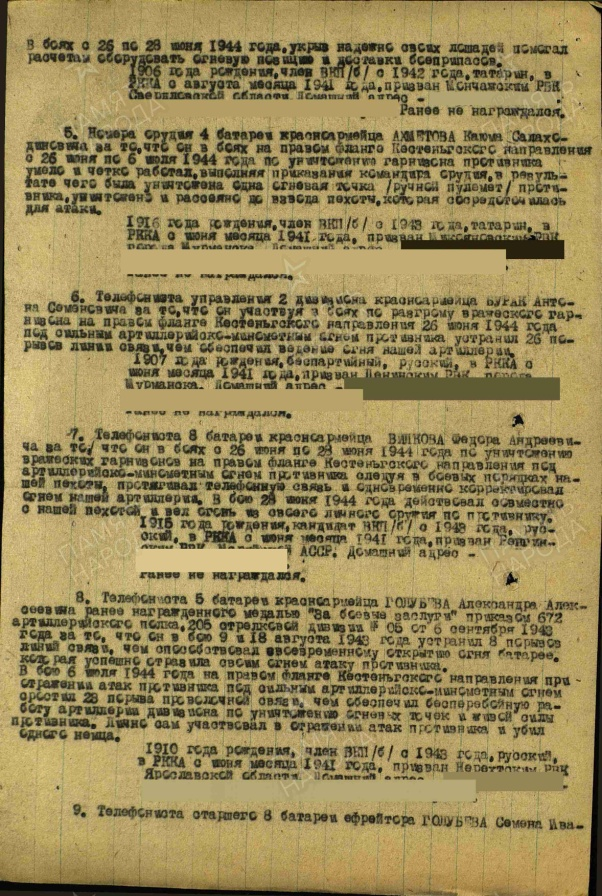 В боях с 26 по 28 июня 1944 года, укрыв надежно своих лошадей помогал
расчетам оборудовать огневую позицию и доставки боеприпасов.
1906 года рождения, член ВКП/б/ с 1942 года, татарин, в
РККА с августа месяца 1941 года, призван РВК
Свердловской области. Домашний адрес -
Ранее не награждался.
5. Номера орудия 4 батареи красноармейца АХМЕТОВА Каюма Салахо-
диновича за то, что он в боях на правом фланге Кестеньгского направления
с 26 июня по 6 июля 1944 года по уничтожению гарнизона противника
умело и четко работал, выполняя приказания командира орудия, в резуль-
тате чего была уничтожена одна огневая точка /ручной пулемет/ проти-
вника, уничтожено и рассеяно до взвода пехоты, которая сосредоточилась
для атаки.
1916 года рождения, член ВКП/б/ с 1943 года, татарин, в
РККА с июня месяца 1941 года, призван РВК
города Мурманска. Домашний адрес
Ранее не награждался.
6. Телефониста управления 2 дивизиона красноармейца БУРАК Анто-
на Семеновича за то, что он участвуя в боях по разгрому вражеского гар-
низона на правом фланге Кестеньгского направления 26 июня 1944 года
под сильным артиллерийско-минометным огнем противника устранил 26 по-
рывов линии связи, чем обеспечил ведение огня нашей артиллерии.
1907 года рождения, беспартийный, русский, в РККА с
июня месяца 1941 года, призван Ленинским РВК, города
Мурманска. Домашний адрес -
Ранее не награждался.
7. Телефониста 8 батареи красноармейца ВИЛКОВА Федора Андрееви-
ча за то, что он в боях с 26 июня по 28 июня 1944 года по уничтожению
вражеских гарнизонов на правом фланге Кестеньгского направления под
артиллерийско-минометным огнем противника следуя в боевых порядках на-
шей пехоты, протягивал телефонную связь и одновременно корректировал
огнем нашей артиллерии. В бою 28 июня 1944 года действовал совместно
с нашей пехотой и вел огонь из своего личного оружия по противнику.
1915 года рождения, кандидат ВКП/б/ с 1943 года, рус-
ский, в РККА с июня месяца 1941 года, призван
РВК АССР. Домашний адрес -
Ранее не награждался.
8. Телефониста 5 батареи красноармейца ГОЛУБЕВА Александра Алек-
сеевича ранее награжденного медалью "За боевые заслуги" приказом 672
артиллерийского полка, 205 стрелковой дивизии № 05 от 6 сентября 1943
года за то, что он в бою 9 и 18 августа 1943 года устранил 8 порывов
линий связи, чем способствовал своевременному открытию огня батарее,
которая успешно отразила своим огнем атаку противника.
В бою 6 июля 1944 года на правом фланге Кестеньгского направления при
отражении атак противника под сильным артиллерийско-минометным огнем
сростил 28 порыва проволочной связи, чем обеспечил бесперебойную ра-
боту артиллерии дивизиона по уничтожению огневых точек и живой силы
противника. Лично сам участвовал в отражении атак противника и убил
одного немца.
1910 года рождения, член ВКП/б/ с 1943 года, русский,
в РККА с июня месяца 1941 года, призван Нерехтским РВК
Ярославской области. Домашний адрес
9. Телефониста старшего 8 батареи ефрейтора ГОЛУБЕВА Семена Ива-